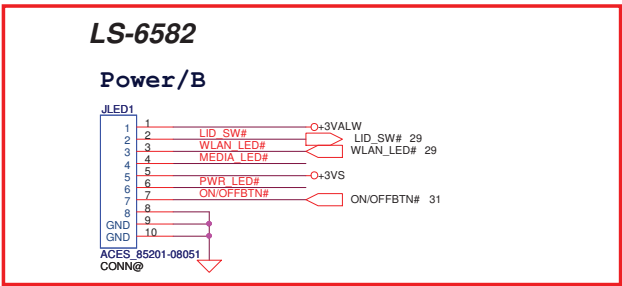 LS-6582
Power/B
JLED1
1 1 +3VALW
2 2 LID_SW# LID_SW# 29
3 3 WLAN_LED# WLAN_LED# 29
4 4 MEDIA_LED#
5 5 +3VS
6 6 PWR_LED#
7 7 ON/OFFBTN# ON/OFFBTN# 31
8 8
GND 9
GND 10
ACES_85201-08051
CONN@